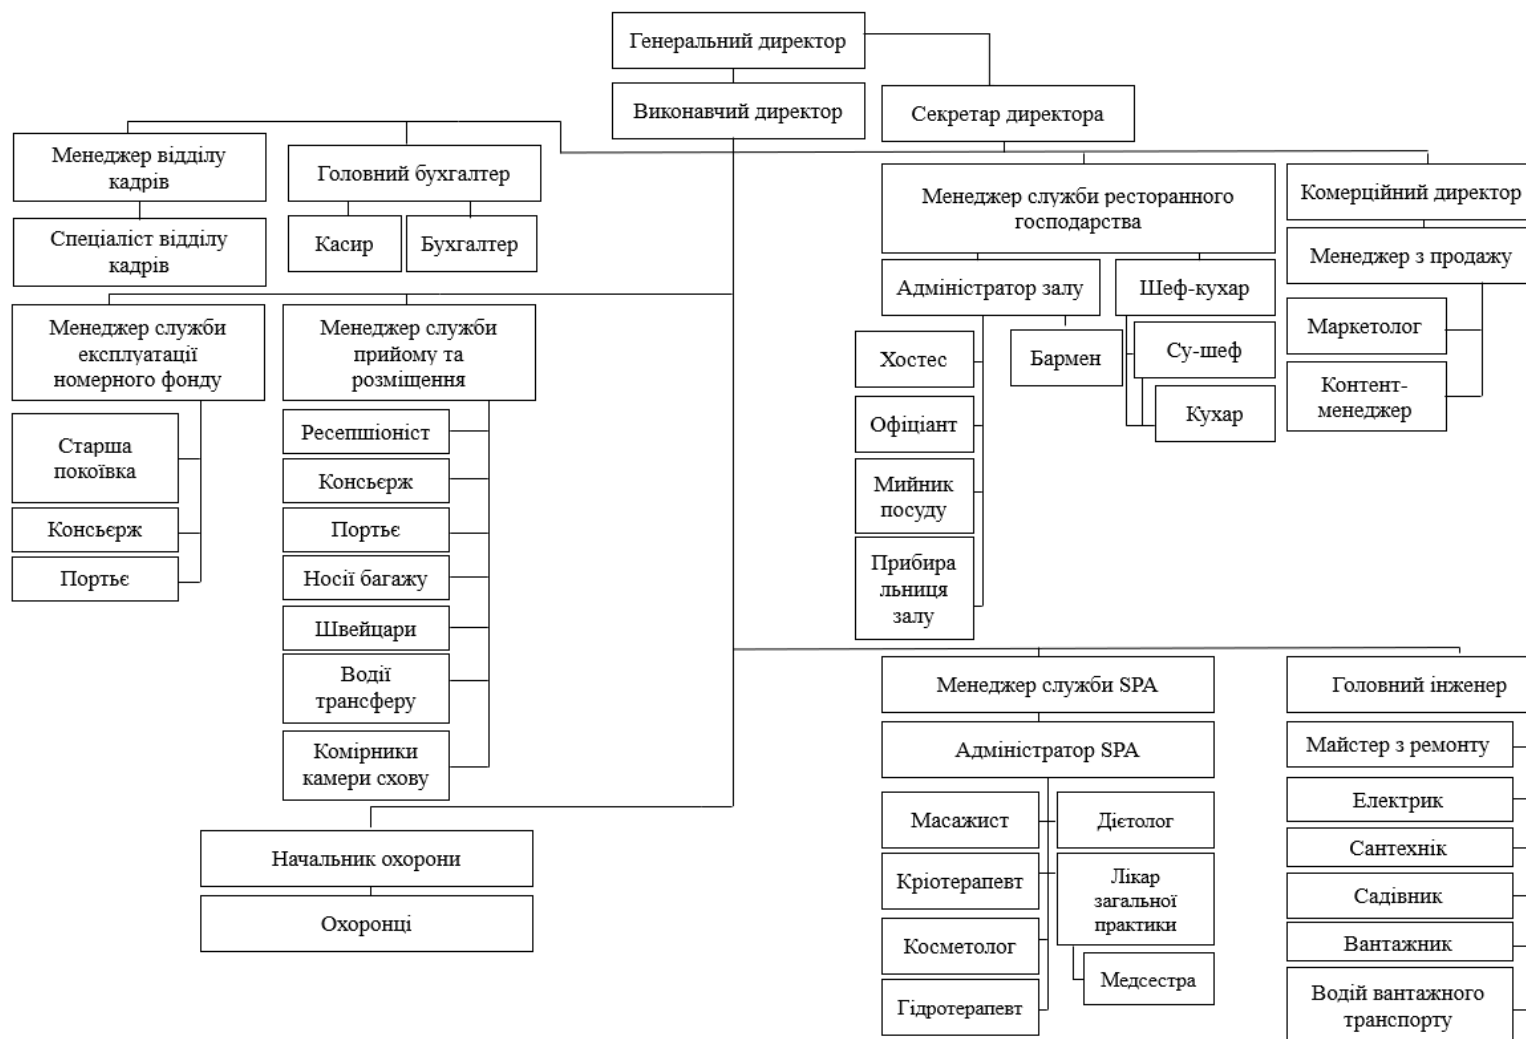 Генеральний директор
Виконавчий директор
Секретар директора
Менеджер відділу
кадрів
Головний бухгалтер
Менеджер служби ресторанного
господарства
Комерційний директор
Спеціаліст відділу
кадрів
Касир
Бухгалтер
Менеджер з продажу
Адміністратор залу
Шеф-кухар
Менеджер служби
експлуатації
номерного фонду
Менеджер служби
прийому та
розміщення
Маркетолог
Хостес
Бармен
Су-шеф
Контент-
менеджер
Офіціант
Кухар
Старша
покоївка
Ресепшіоніст
Консьєрж
Мийник
посуду
Консьєрж
Портьє
Портьє
Носії багажу
Прибира
льниця
залу
Швейцари
Водії
трансферу
Комірники
камери схову
Менеджер служби SPA
Головний інженер
Адміністратор SPA
Майстер з ремонту
Масажист
Дієтолог
Електрик
Начальник охорони
Кріотерапевт
Лікар
загальної
практики
Сантехнік
Садівник
Охоронці
Косметолог
Вантажник
Медсестра
Гідротерапевт
Водій вантажного
транспорту